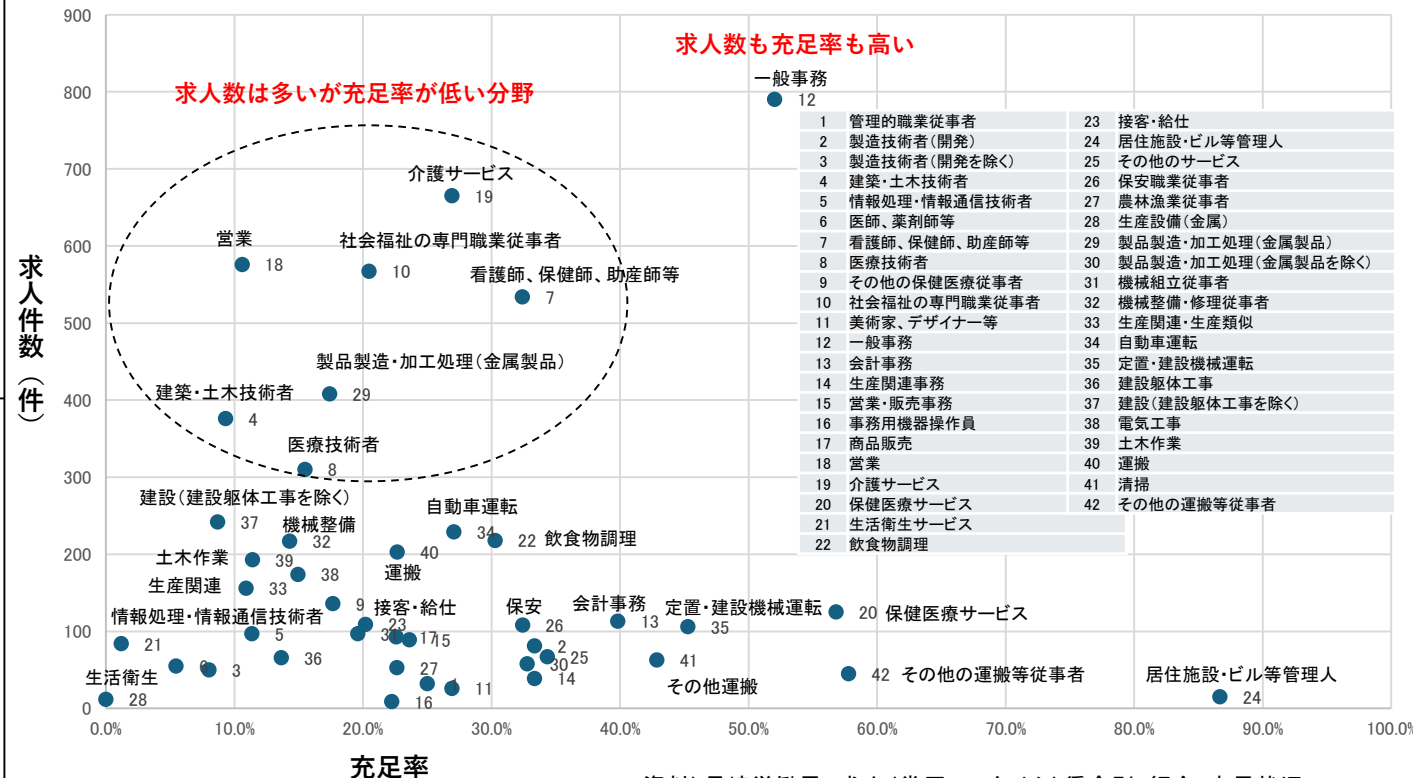 900
800
700
600
500
400
300
200
100
0
求人件数（件）
求人数も充足率も高い
求人数は多いが充足率が低い分野
一般事務
12
介護サービス
19
営業
18
社会福祉の専門職業従事者
10
看護師、保健師、助産師等
7
製品製造・加工処理（金属製品）
29
建築・土木技術者
4
医療技術者
8
建設（建設躯体工事を除く）
37
機械整備
32
自動車運転
34
22 飲食物調理
土木作業
39
40
運搬
38
生産関連
33
9
情報処理・情報通信技術者
5
接客・給仕
23
31
17
15
保安
26
会計事務
13
定置・建設機械運転
35
20 保健医療サービス
21
36
2
25
30
14
41
その他運搬
42 その他の運搬等従事者
居住施設・ビル等管理人
24
生活衛生
28
3
27
11
16
1 管理的職業従事者 23 接客・給仕
2 製造技術者（開発） 24 居住施設・ビル等管理人
3 製造技術者（開発を除く） 25 その他のサービス
4 建築・土木技術者 26 保安職業従事者
5 情報処理・情報通信技術者 27 農林漁業従事者
6 医師、薬剤師等 28 生産設備（金属）
7 看護師、保健師、助産師等 29 製品製造・加工処理（金属製品）
8 医療技術者 30 製品製造・加工処理（金属製品を除く）
9 その他の保健医療従事者 31 機械組立従事者
10 社会福祉の専門職業従事者 32 機械整備・修理従事者
11 美術家、デザイナー等 33 生産関連・生産類似
12 一般事務 34 自動車運転
13 会計事務 35 定置・建設機械運転
14 生産関連事務 36 建設躯体工事
15 営業・販売事務 37 建設（建設躯体工事を除く）
16 事務用機器操作員 38 電気工事
17 商品販売 39 土木作業
18 営業 40 運搬
19 介護サービス 41 清掃
20 保健医療サービス 42 その他の運搬等従事者
21 生活衛生サービス
22 飲食物調理
0.0% 10.0% 20.0% 30.0% 40.0% 50.0% 60.0% 70.0% 80.0% 90.0% 100.0%
充足率